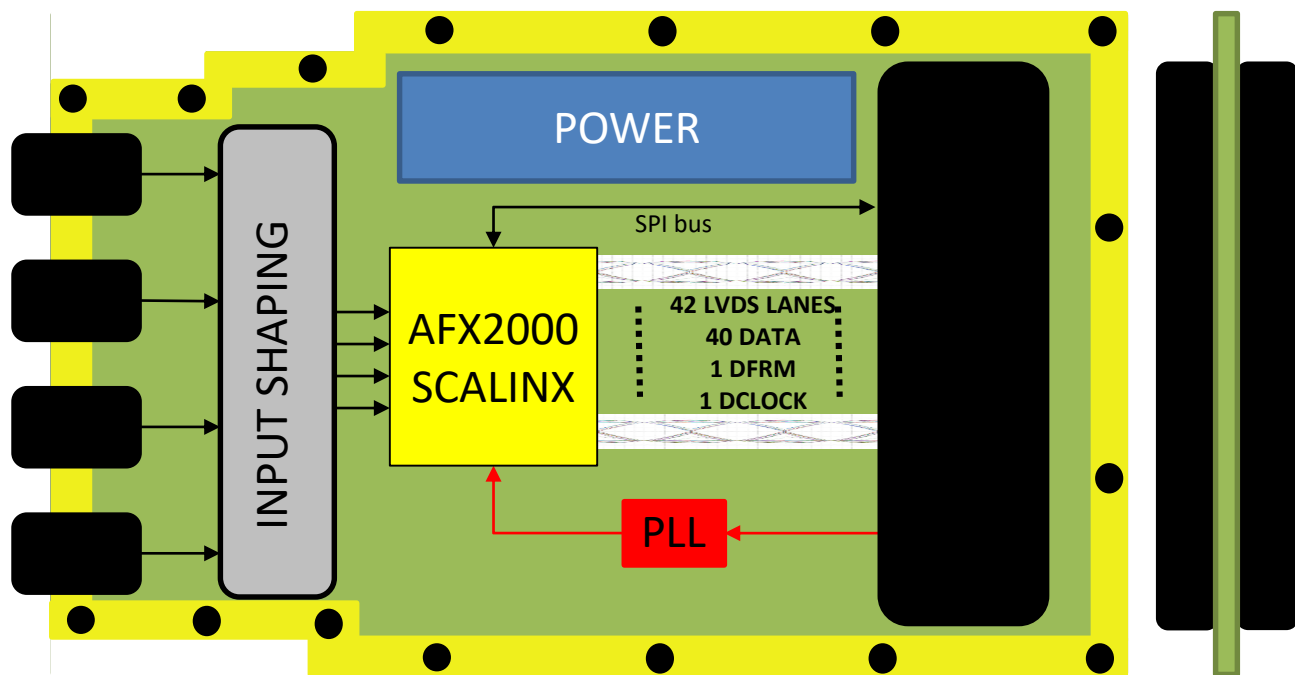 POWER
SPI bus
INPUT SHAPING
AFX2000
SCALINX
42 LVDS LANES
40 DATA
1 DFRM
1 DCLOCK
PLL